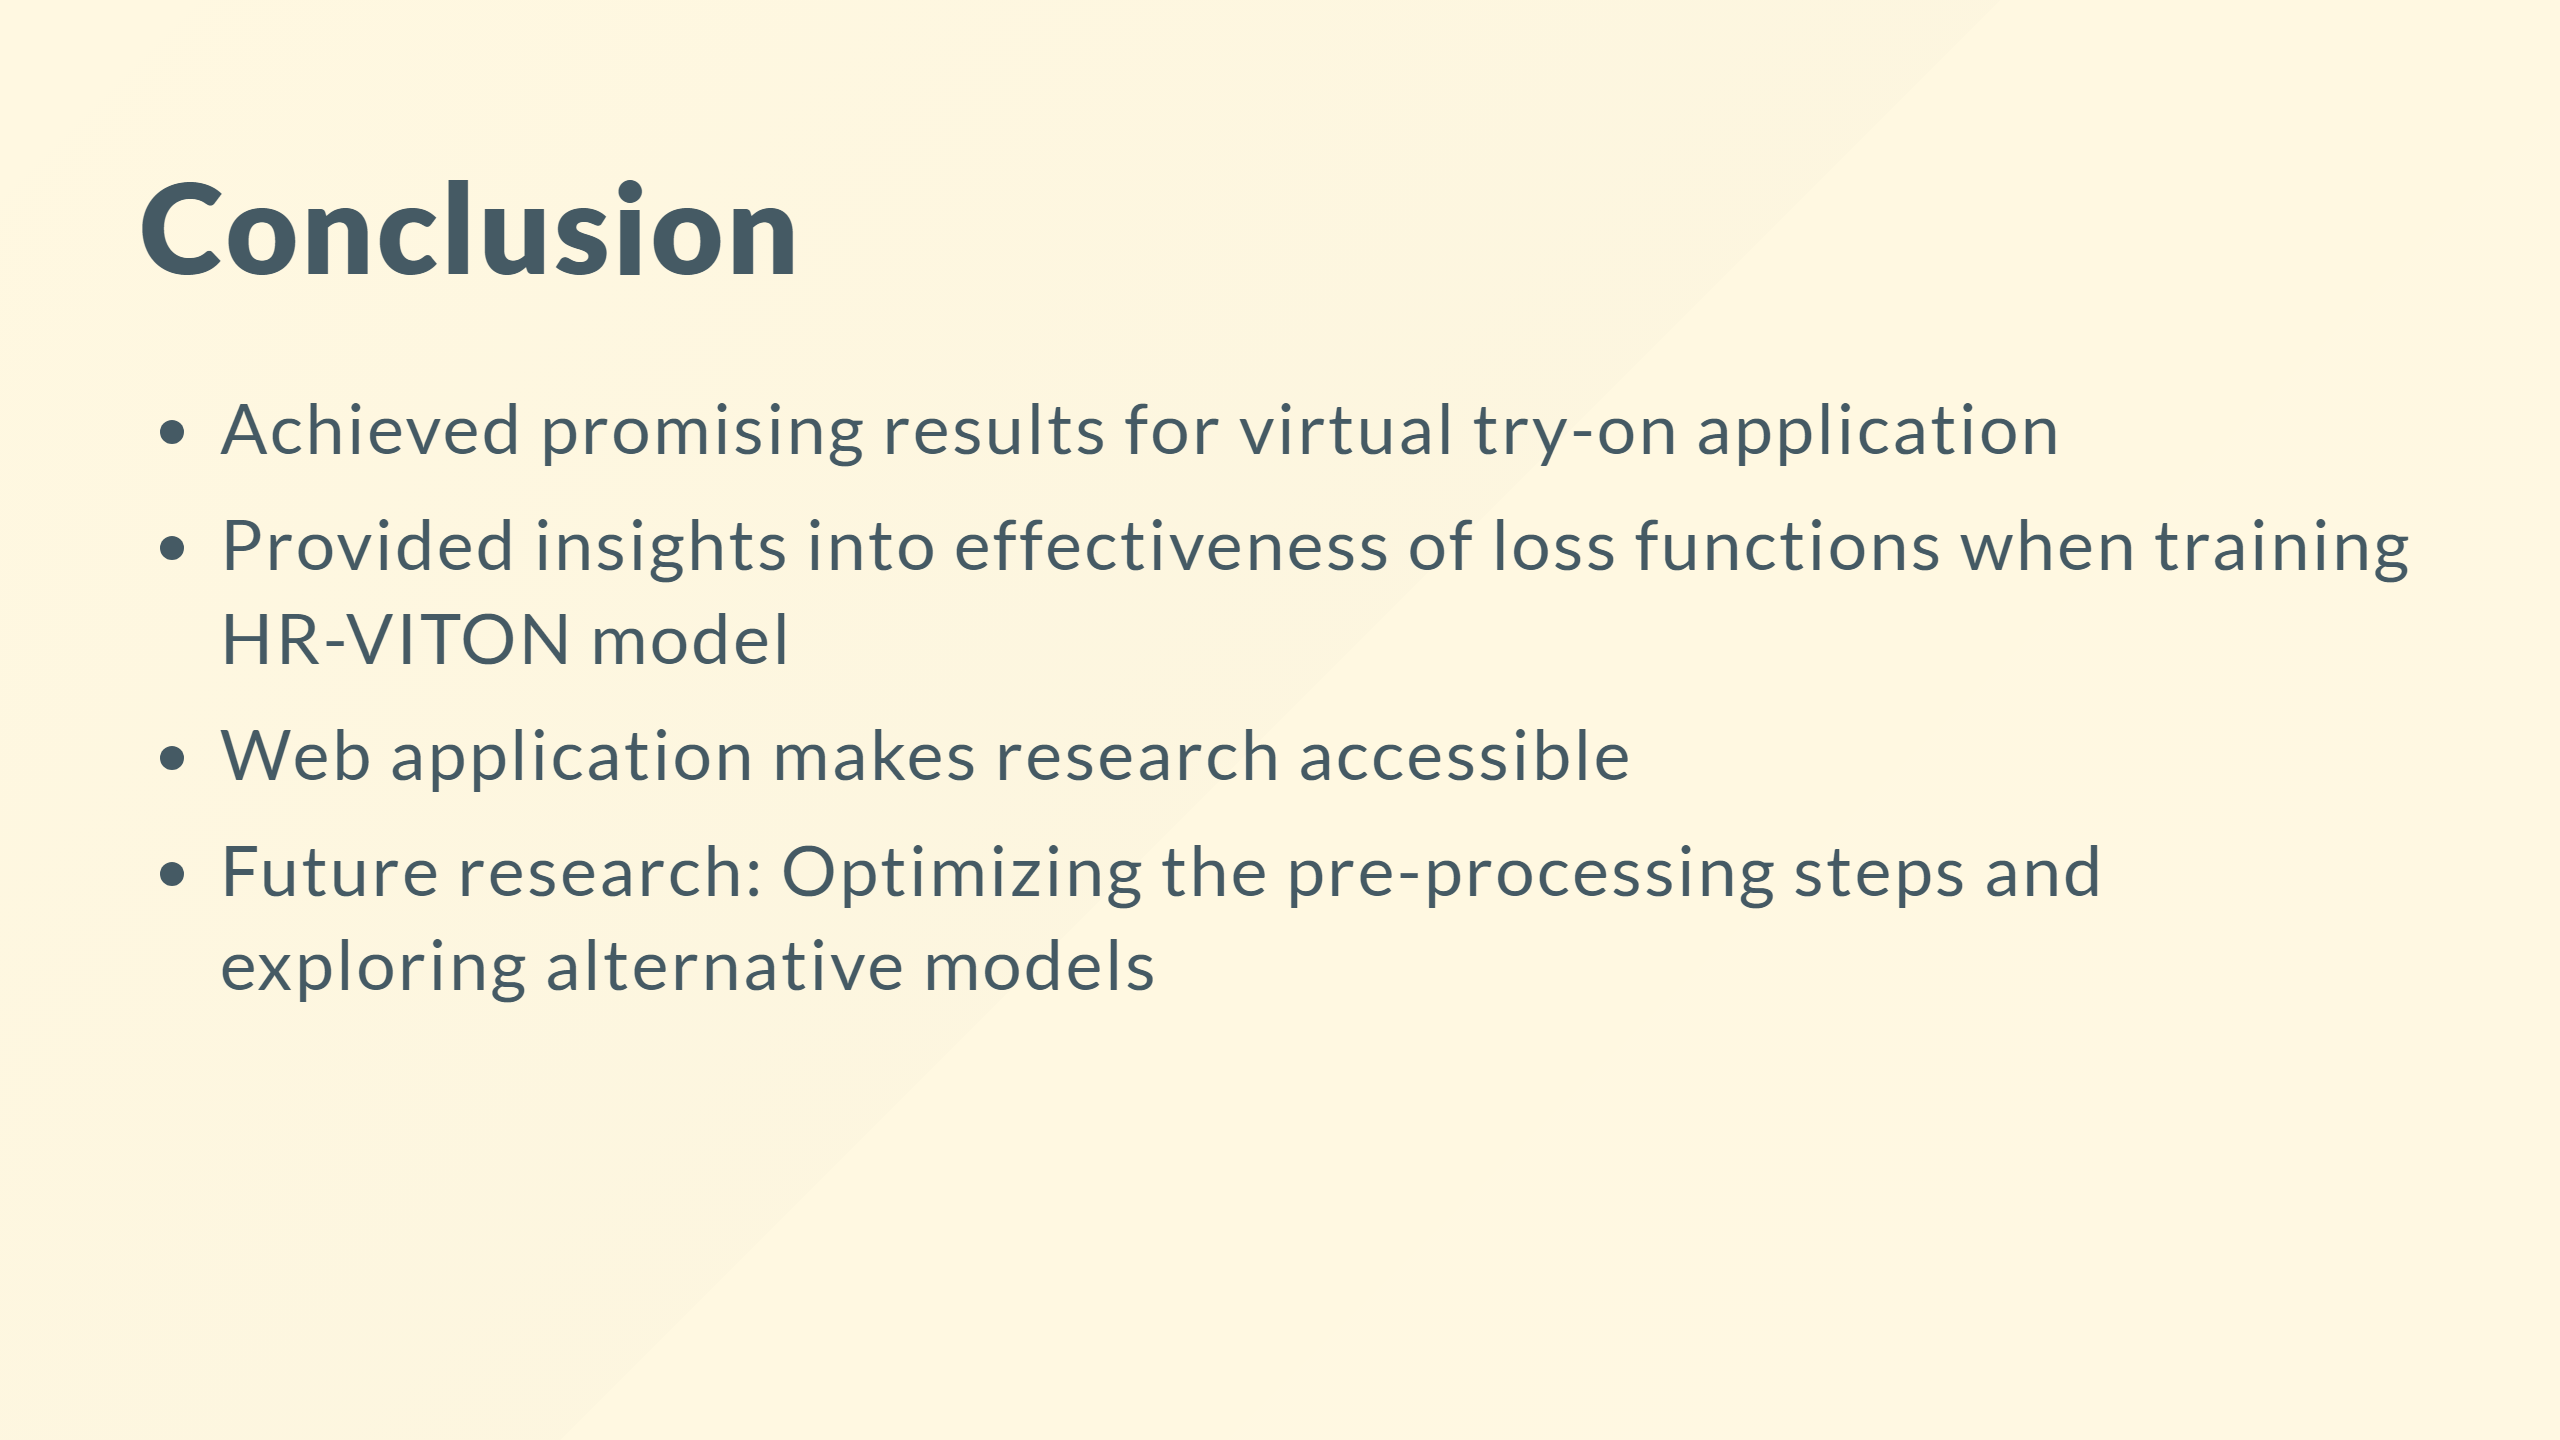 Conclusion
• Achieved promising results for virtual try-on application
• Provided insights into effectiveness of loss functions when training
HR-VITON model
• Web application makes research accessible
• Future research: Optimizing the pre-processing steps and
exploring alternative models